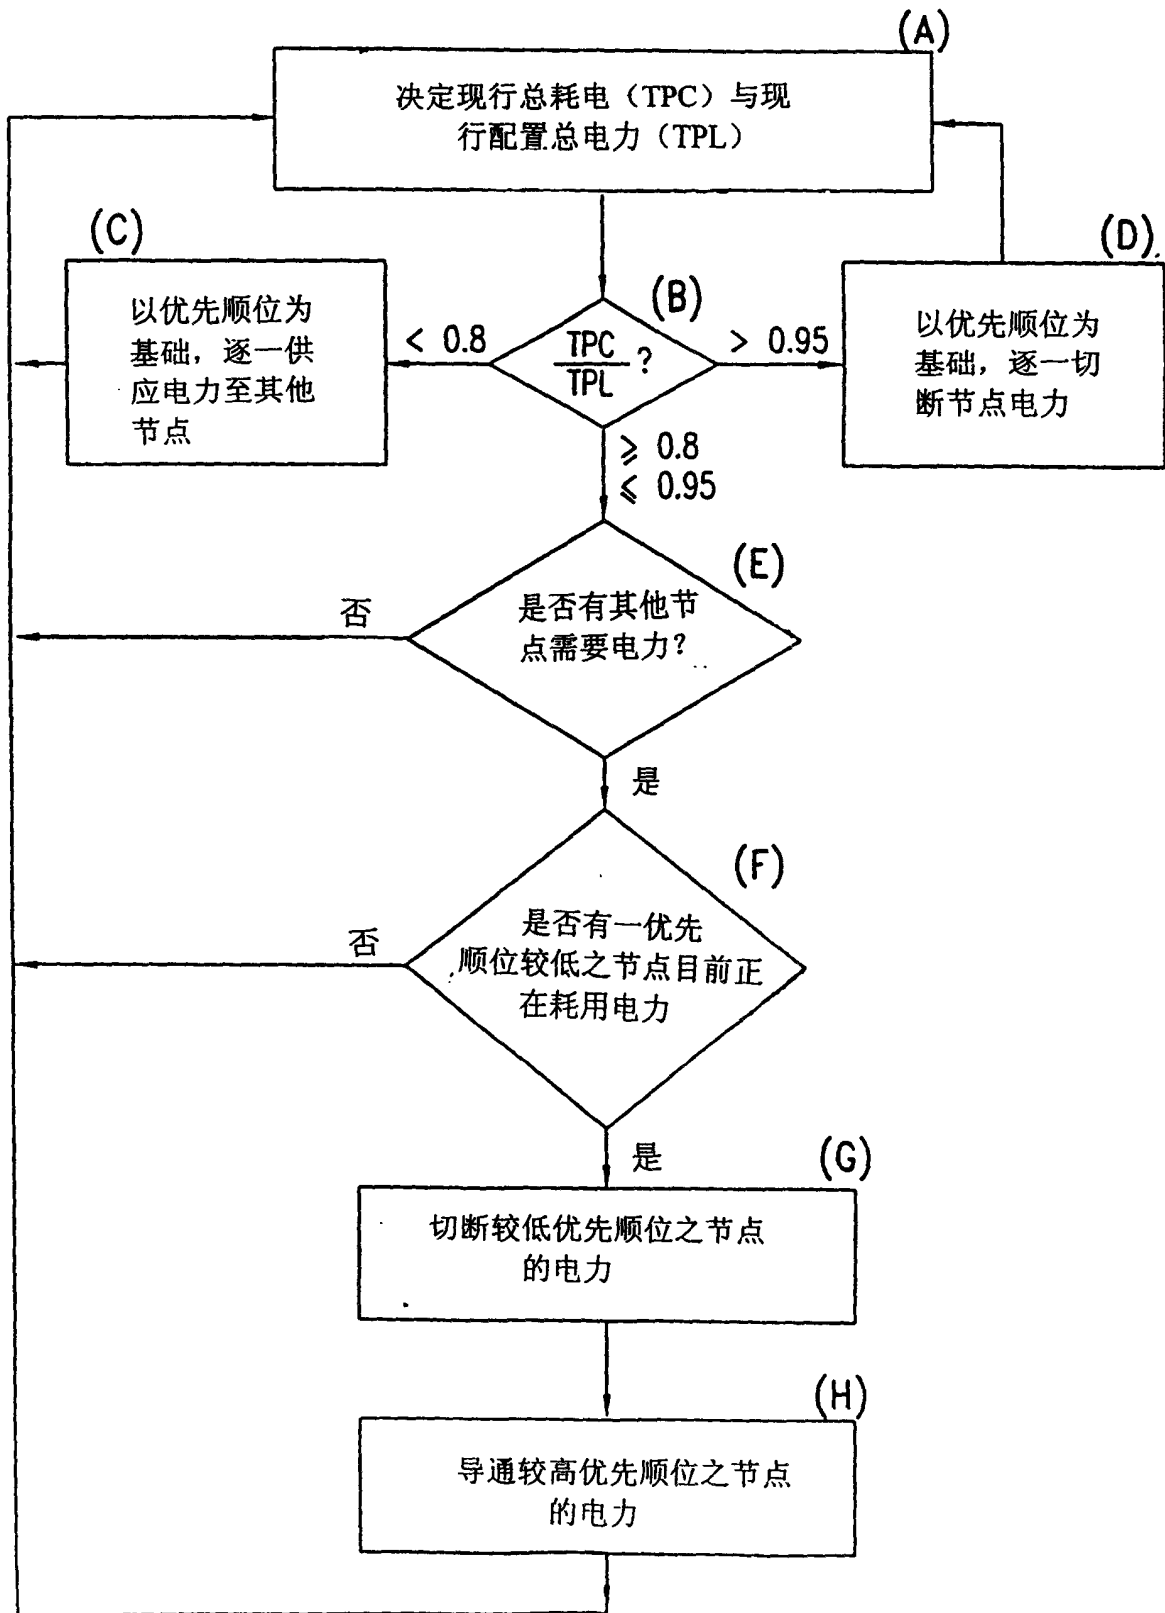 (A)
决定现行总耗电（TPC）与现
行配置总电力（TPL）
(B)
TPC
TPL
?
< 0.8
> 0.95
≥ 0.8
≤ 0.95
(C)
以优先顺位为
基础，逐一供
应电力至其他
节点
(D)
以优先顺位为
基础，逐一切
断节点电力
(E)
是否有其他节
点需要电力？
否
是
(F)
是否有一优先
顺位较低之节点目前正
在耗用电力
否
是
(G)
切断较低优先顺位之节点
的电力
(H)
导通较高优先顺位之节点
的电力